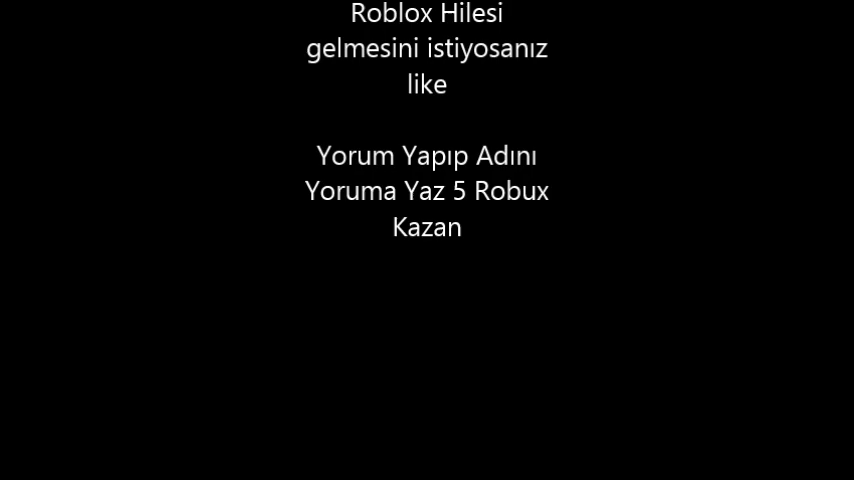 Roblox Hilesi
gelmesini istiyosanız
like
Yorum Yapıp Adını
Yoruma Yaz 5 Robux
Kazan